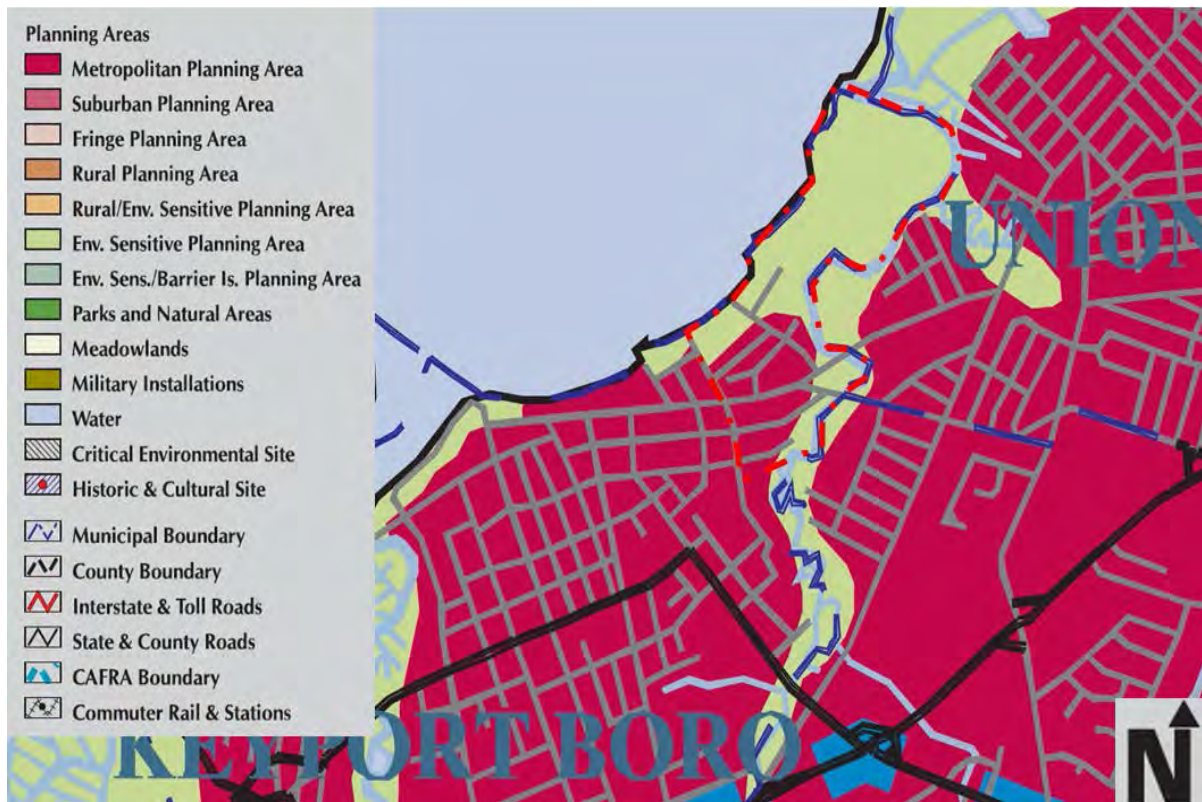 Planning Areas
Metropolitan Planning Area
Suburban Planning Area
Fringe Planning Area
Rural Planning Area
Rural/Env. Sensitive Planning Area
Env. Sensitive Planning Area
Env. Sens./Barrier Is. Planning Area
Parks and Natural Areas
Meadowlands
Military Installations
Water
Critical Environmental Site
Historic & Cultural Site
Municipal Boundary
County Boundary
Interstate & Toll Roads
State & County Roads
CAFRA Boundary
Commuter Rail & Stations
UNION
KEYPORT BORO
N